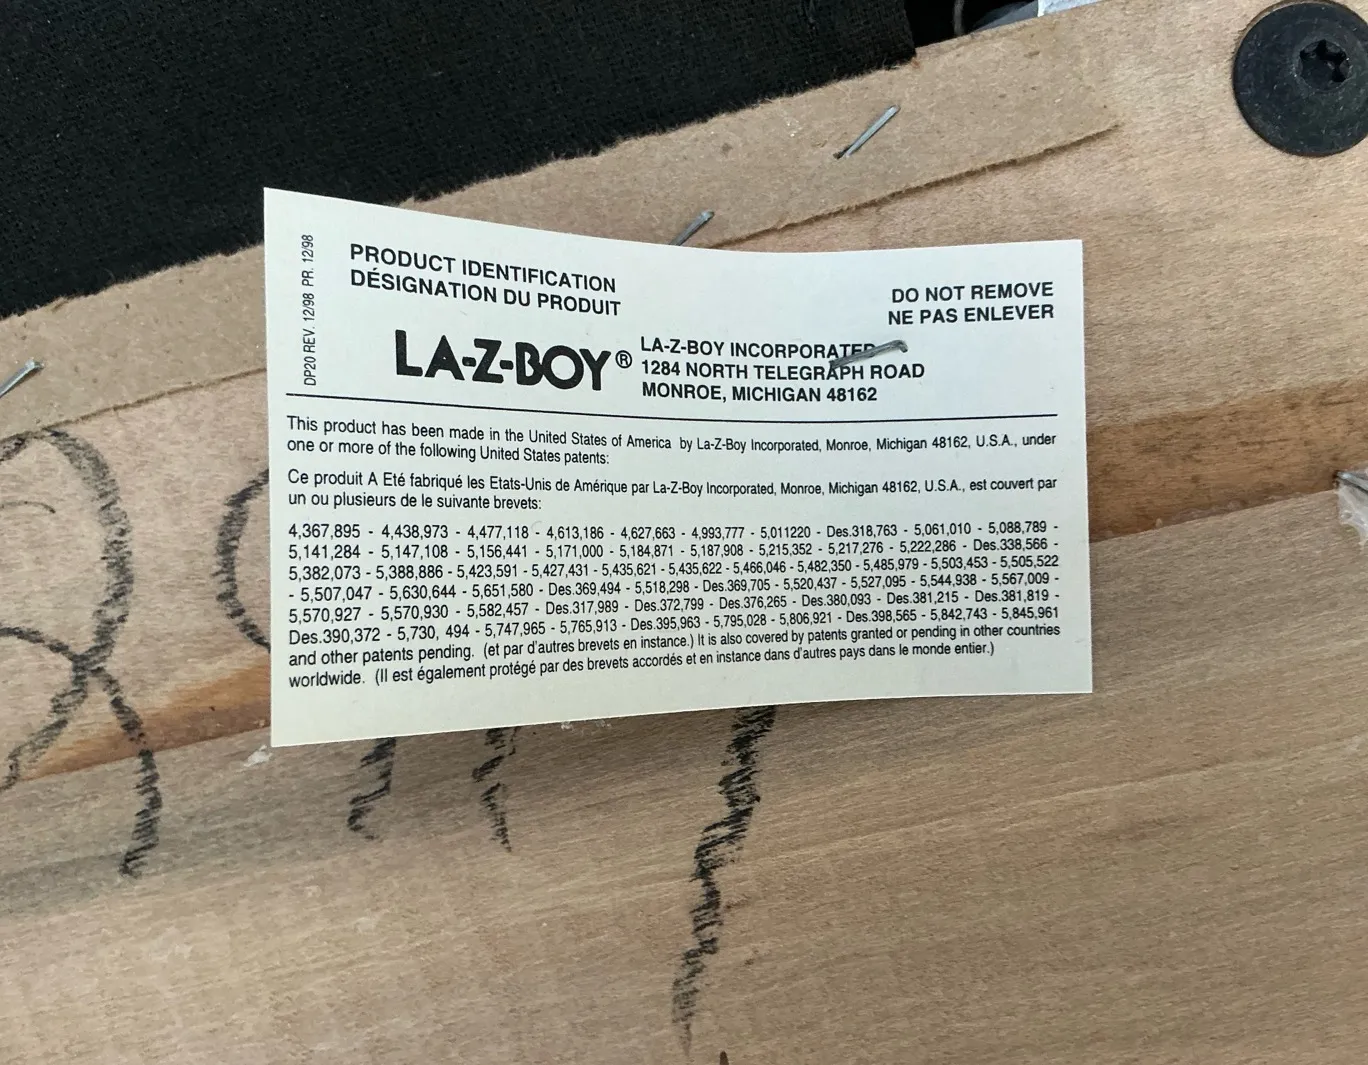 DP20 REV. 12/98 PR. 12/98
PRODUCT IDENTIFICATION
DÉSIGNATION DU PRODUIT
DO NOT REMOVE
NE PAS ENLEVER
LA-Z-BOY®
LA-Z-BOY INCORPORATED
1284 NORTH TELEGRAPH ROAD
MONROE, MICHIGAN 48162
This product has been made in the United States of America by La-Z-Boy Incorporated, Monroe, Michigan 48162, U.S.A., under
one or more of the following United States patents:
Ce produit A Eté fabriqué les Etats-Unis de Amérique par La-Z-Boy Incorporated, Monroe, Michigan 48162, U.S.A., est couvert par
un ou plusieurs de le suivante brevets:
4,367,895 - 4,438,973 - 4,477,118 - 4,613,186 - 4,627,663 - 4,993,777 - 5,011220 - Des.318,763 - 5,061,010 - 5,088,789 -
5,141,284 - 5,147,108 - 5,156,441 - 5,171,000 - 5,184,871 - 5,187,908 - 5,215,352 - 5,217,276 - 5,222,286 - Des.338,566 -
5,382,073 - 5,388,886 - 5,423,591 - 5,427,431 - 5,435,621 - 5,435,622 - 5,466,046 - 5,482,350 - 5,485,979 - 5,503,453 - 5,505,522
- 5,507,047 - 5,630,644 - 5,651,580 - Des.369,494 - 5,518,298 - Des.369,705 - 5,520,437 - 5,527,095 - 5,544,938 - 5,567,009 -
5,570,927 - 5,570,930 - 5,582,457 - Des.317,989 - Des.372,799 - Des.376,265 - Des.380,093 - Des.381,215 - Des.381,819 -
Des.390,372 - 5,730, 494 - 5,747,965 - 5,765,913 - Des.395,963 - 5,795,028 - 5,806,921 - Des.398,565 - 5,842,743 - 5,845,961
and other patents pending. (et par d'autres brevets en instance.) It is also covered by patents granted or pending in other countries
worldwide. (Il est également protégé par des brevets accordés et en instance dans d'autres pays dans le monde entier.)